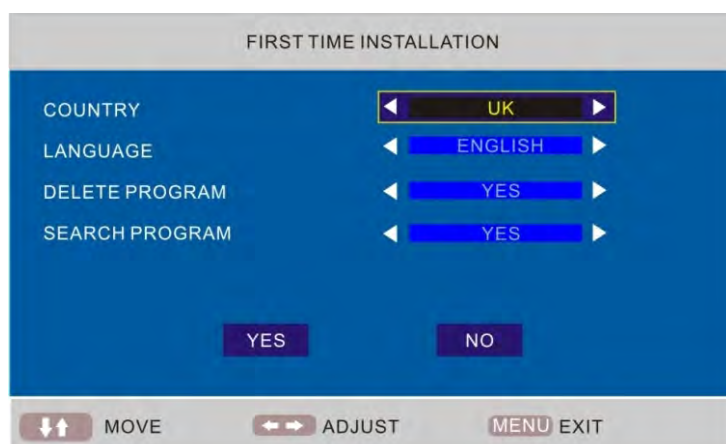 FIRST TIME INSTALLATION
COUNTRY UK
LANGUAGE ENGLISH
DELETE PROGRAM YES
SEARCH PROGRAM YES
YES NO
MOVE ADJUST MENU EXIT